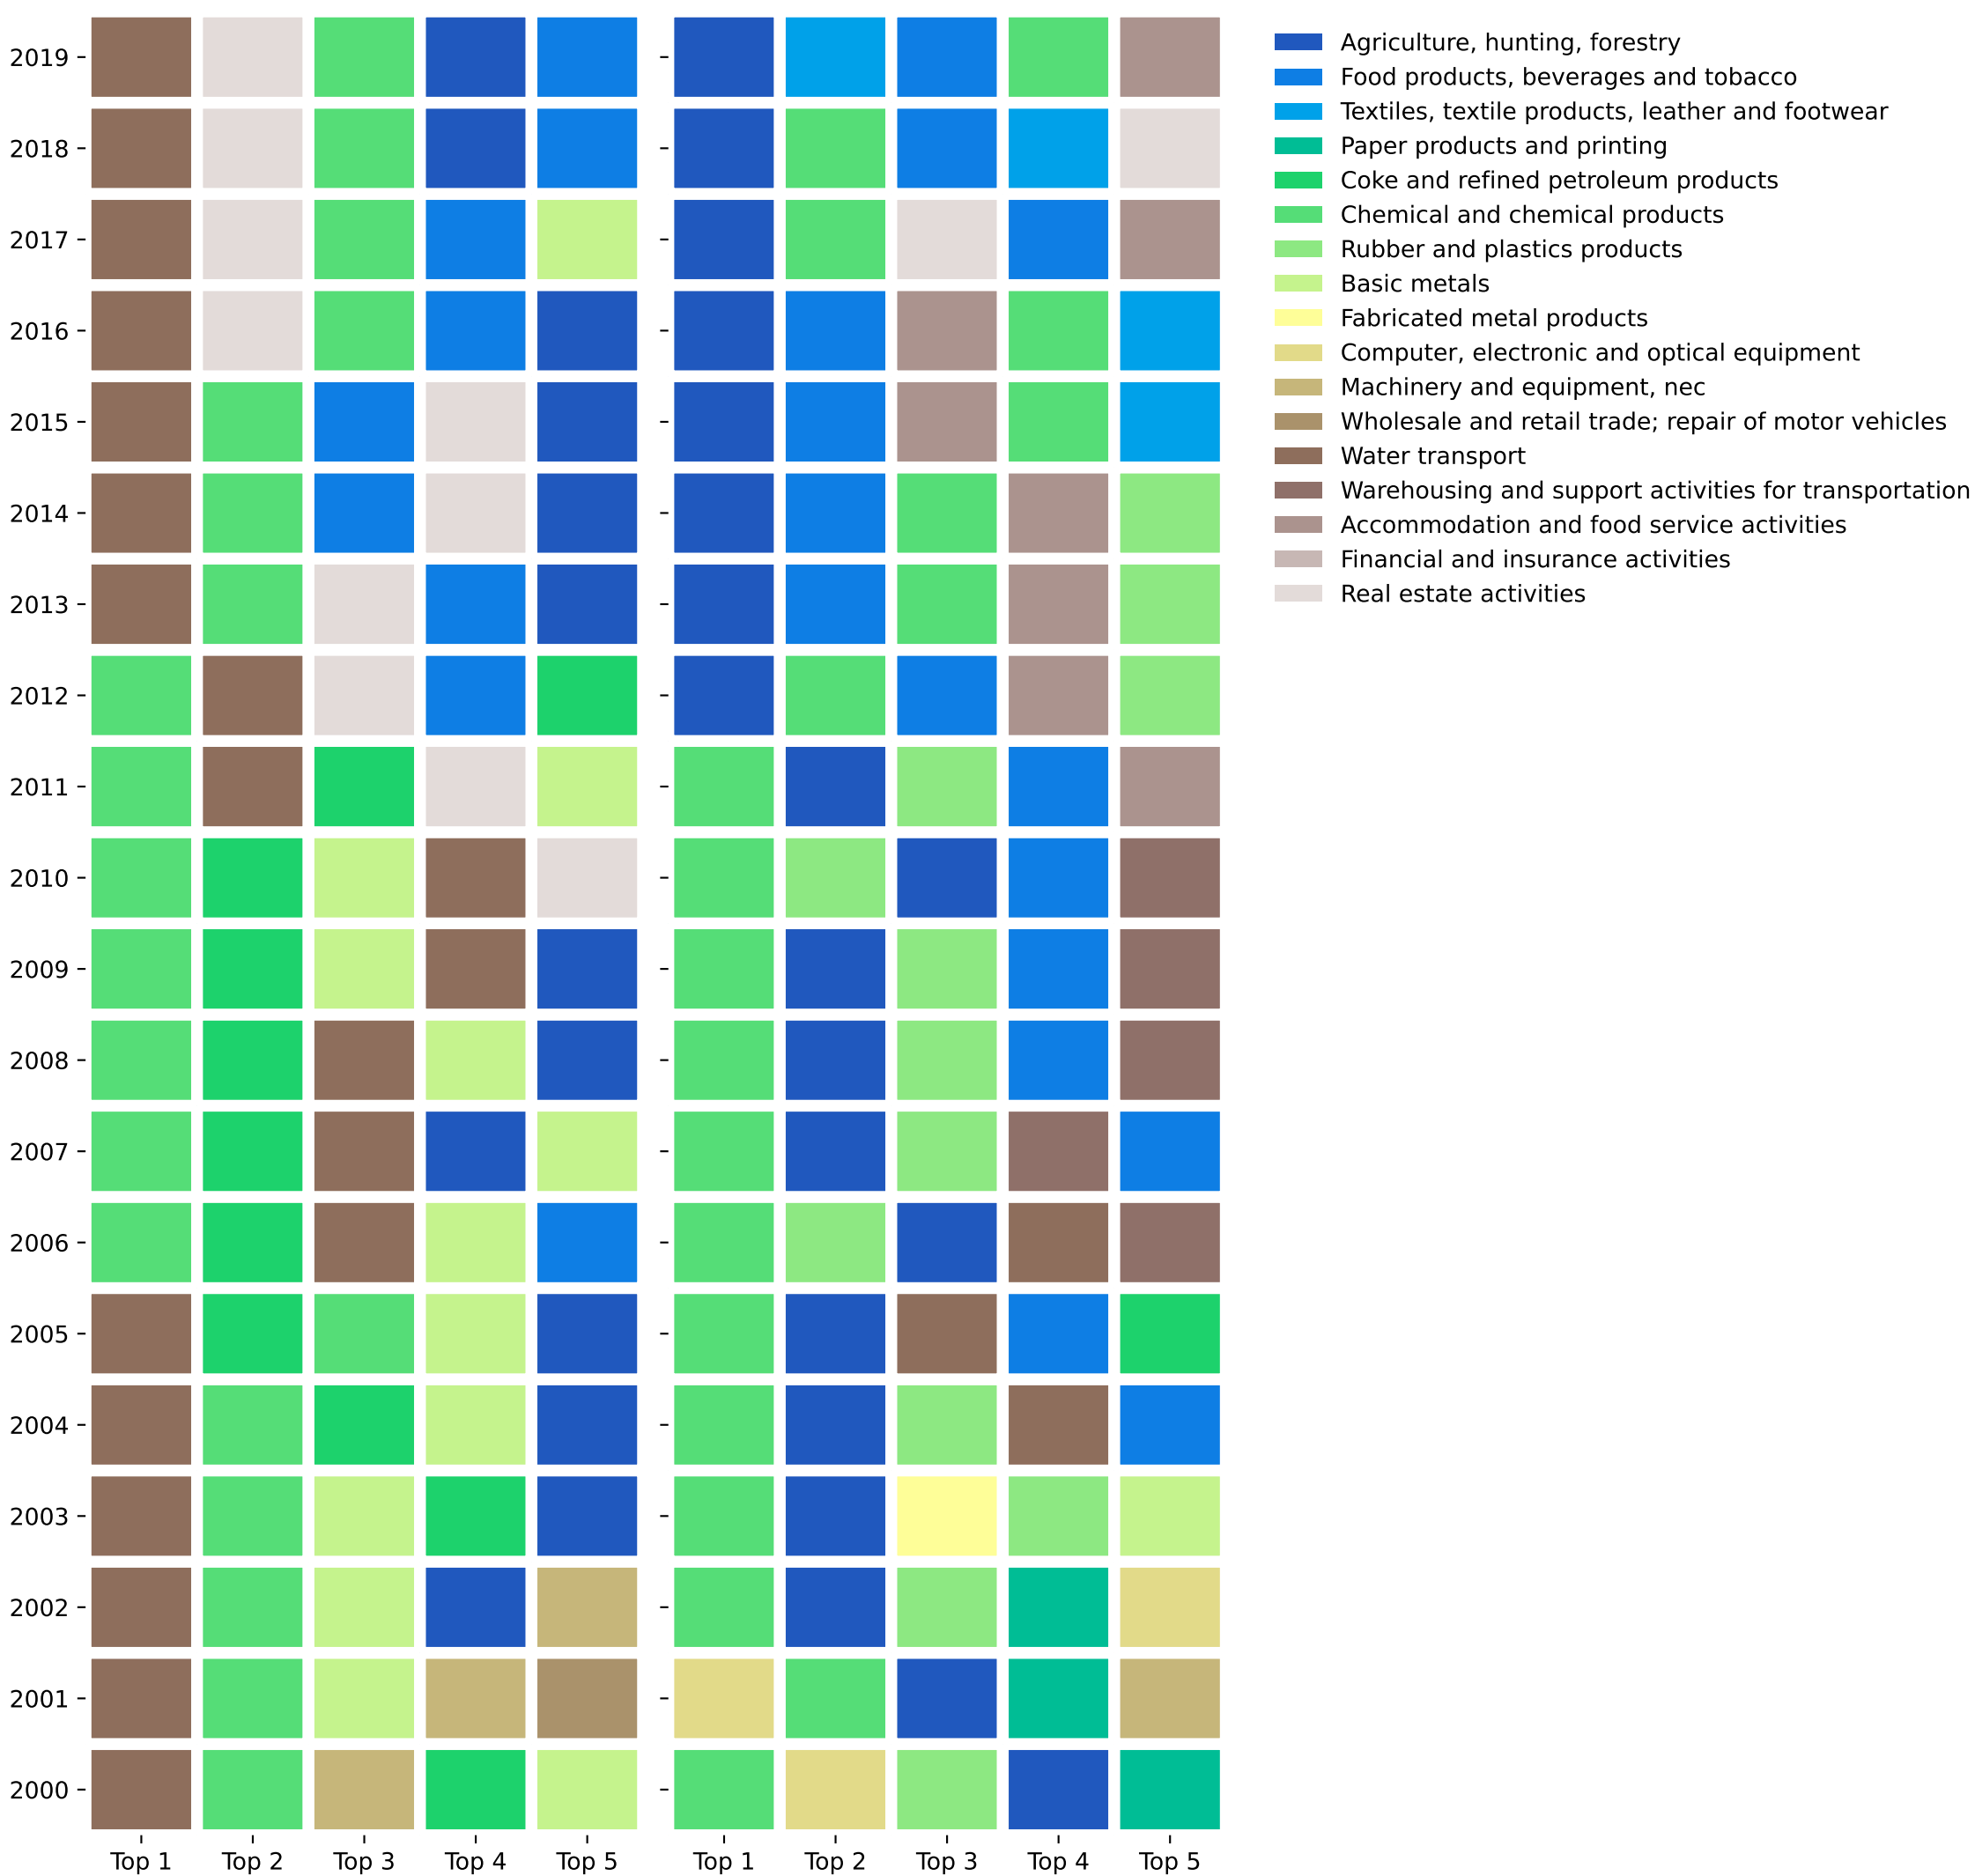 2019
2018
2017
2016
2015
2014
2013
2012
2011
2010
2009
2008
2007
2006
2005
2004
2003
2002
2001
2000
Top 1 Top 2 Top 3 Top 4 Top 5
Top 1 Top 2 Top 3 Top 4 Top 5
Agriculture, hunting, forestry
Food products, beverages and tobacco
Textiles, textile products, leather and footwear
Paper products and printing
Coke and refined petroleum products
Chemical and chemical products
Rubber and plastics products
Basic metals
Fabricated metal products
Computer, electronic and optical equipment
Machinery and equipment, nec
Wholesale and retail trade; repair of motor vehicles
Water transport
Warehousing and support activities for transportation
Accommodation and food service activities
Financial and insurance activities
Real estate activities